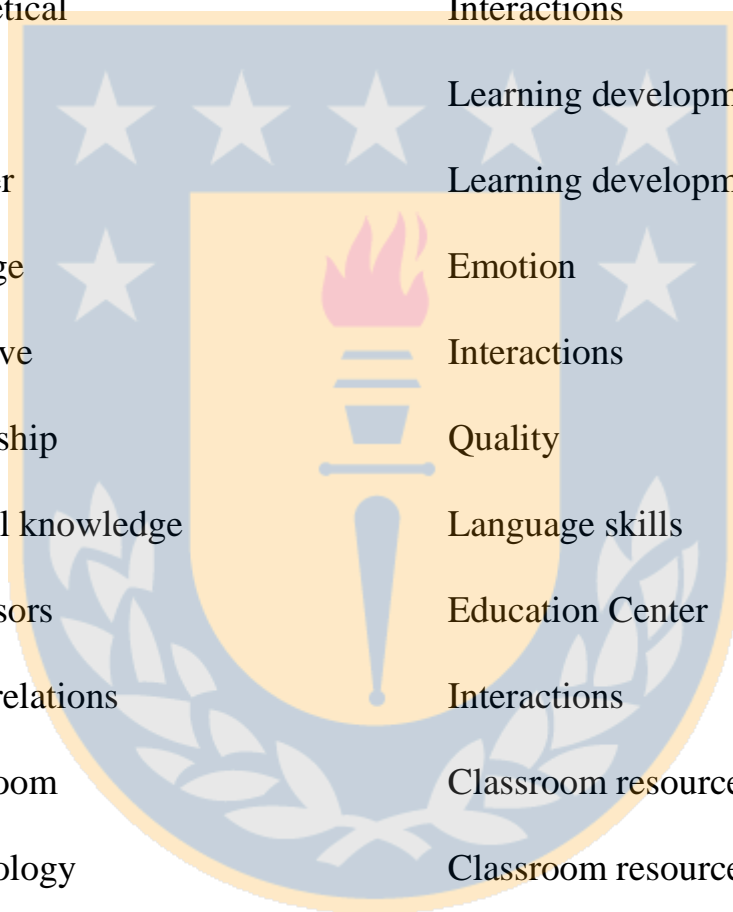 etical Interactions
Learning developm
er Learning developm
ge Emotion
ve Interactions
ship Quality
l knowledge Language skills
sors Education Center
relations Interactions
oom Classroom resource
ology Classroom resource